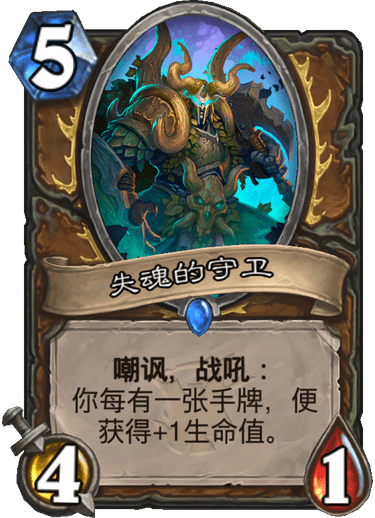 5
失魂的守卫
嘲讽，战吼：
你每有一张手牌，便
获得+1生命值。
4
1